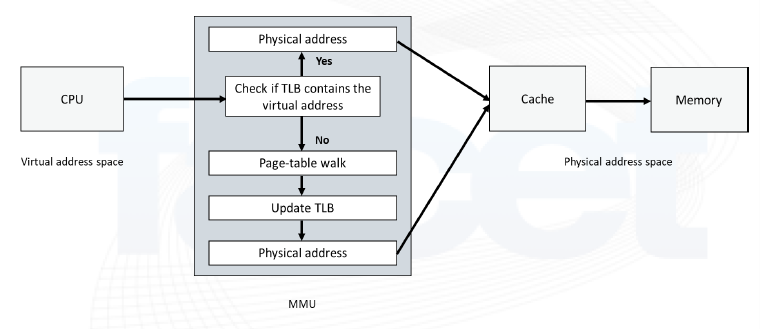 Physical address
Yes
CPU
Check if TLB contains the
virtual address
Cache
Memory
No
Virtual address space
Page-table walk
Physical address space
Update TLB
Physical address
MMU
facet